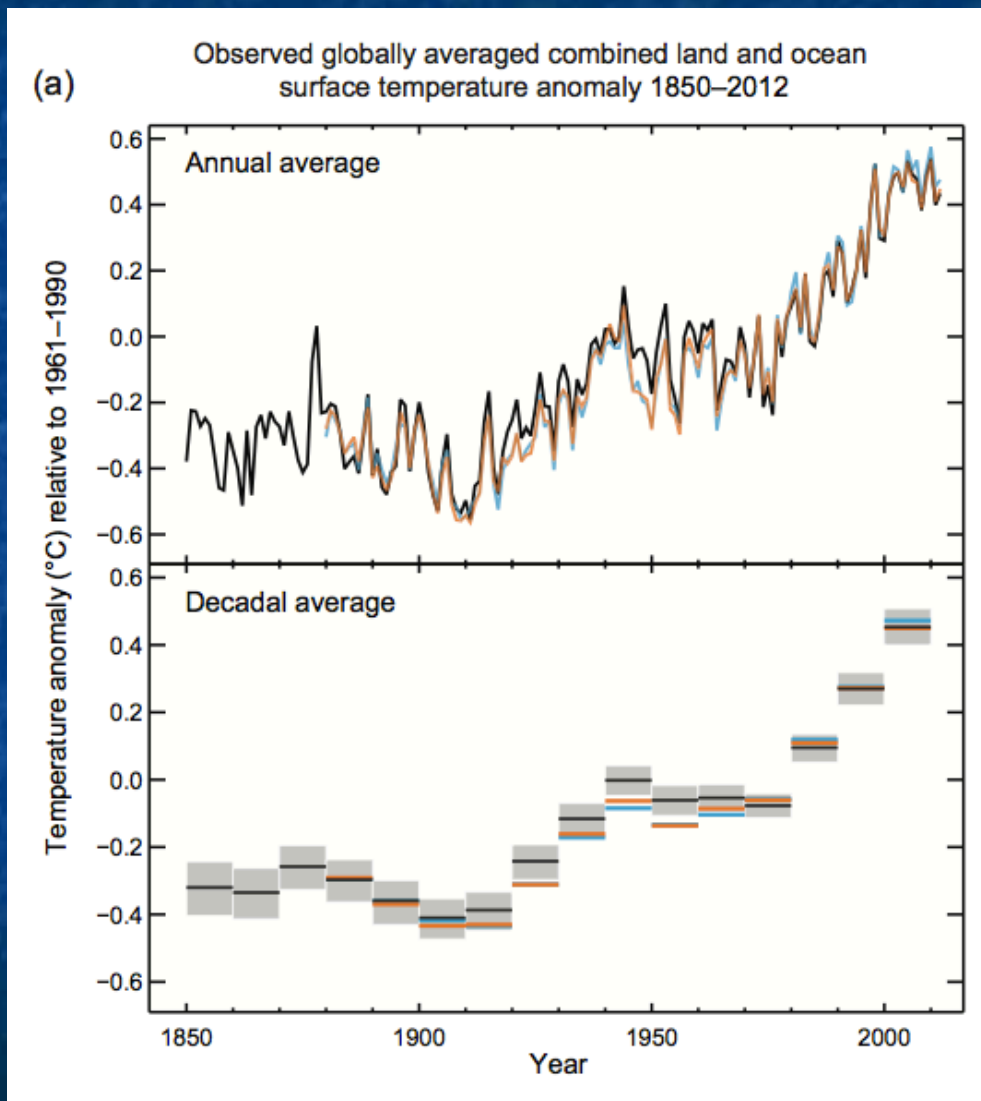 (a)
Observed globally averaged combined land and ocean
surface temperature anomaly 1850–2012
Temperature anomaly (°C) relative to 1961–1990
Annual average
0.6
0.4
0.2
0.0
−0.2
−0.4
−0.6
Decadal average
0.6
0.4
0.2
0.0
−0.2
−0.4
−0.6
1850
1900
1950
2000
Year